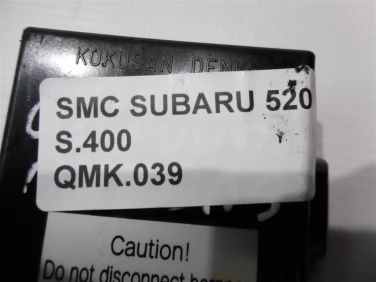 KOKUSAN DENK
SMC SUBARU 520
S.400
QMK.039
Caution!
Do not disconnect